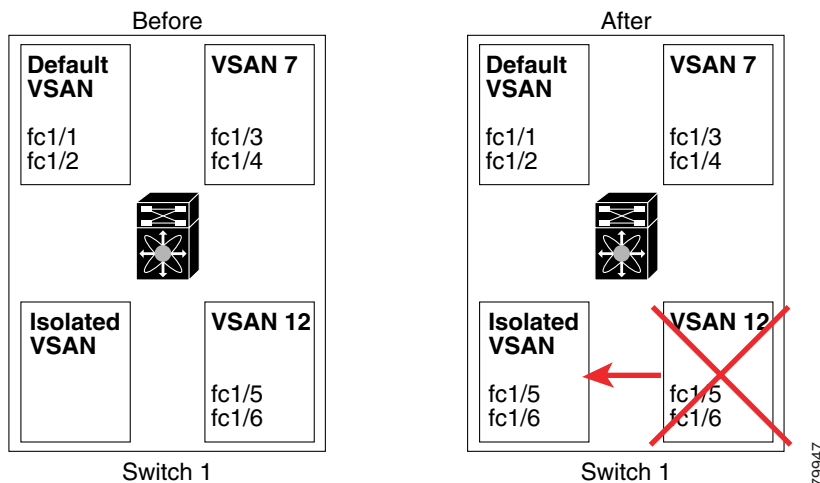 Before
Default
VSAN
fc1/1
fc1/2
VSAN 7
fc1/3
fc1/4
Isolated
VSAN
VSAN 12
fc1/5
fc1/6
Switch 1
After
Default
VSAN
fc1/1
fc1/2
VSAN 7
fc1/3
fc1/4
Isolated
VSAN
fc1/5
fc1/6
VSAN 12
fc1/5
fc1/6
Switch 1
79947